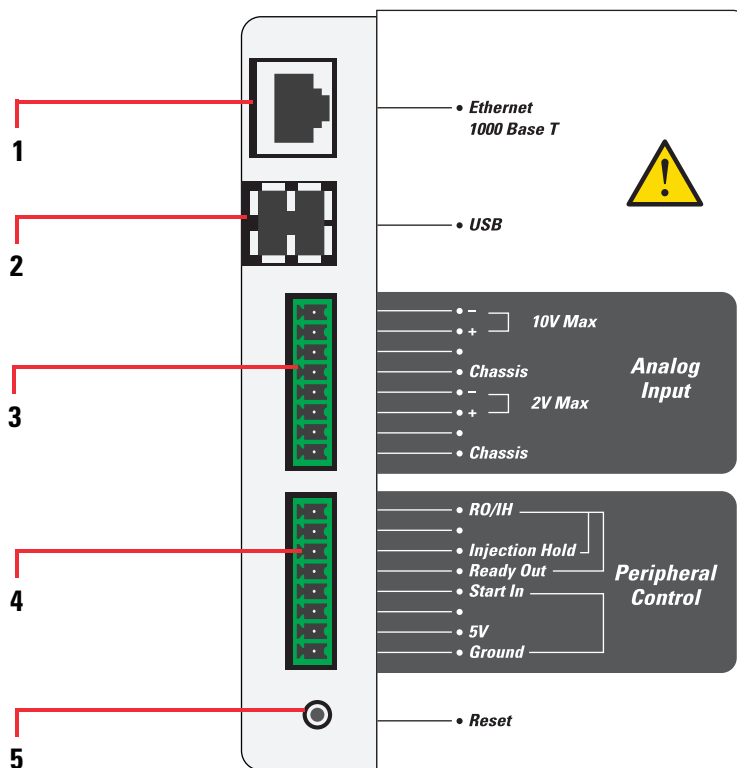 1
Ethernet
1000 Base T
!
2
USB
3
–
+
10V Max
Chassis
–
+
2V Max
Chassis
Analog
Input
4
RO/IH
Injection Hold
Ready Out
Start In
5V
Ground
Peripheral
Control
5
Reset